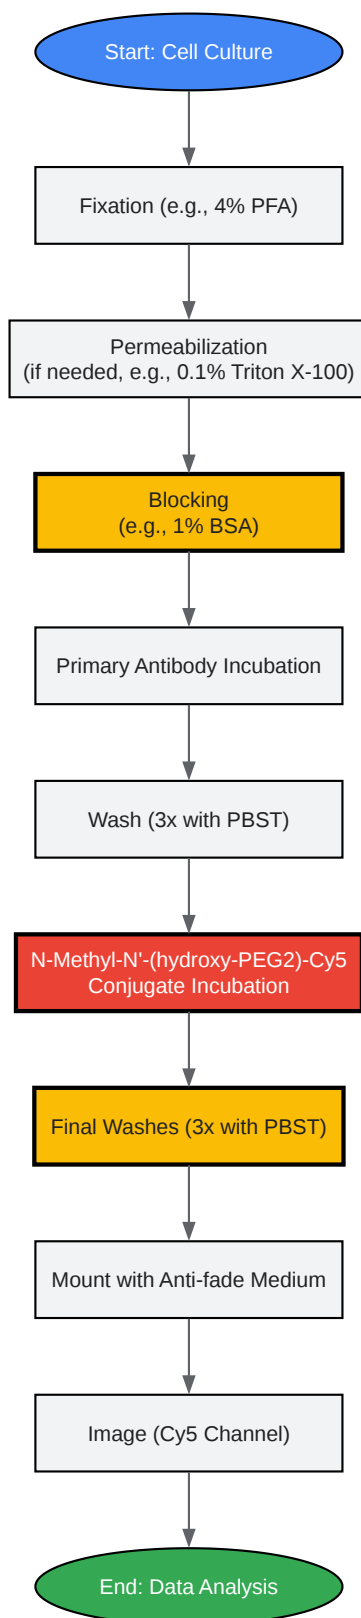 Start: Cell Culture
Fixation (e.g., 4% PFA)
Permeabilization
(if needed, e.g., 0.1% Triton X-100)
Blocking
(e.g., 1% BSA)
Primary Antibody Incubation
Wash (3x with PBST)
N-Methyl-N'-(hydroxy-PEG2)-Cy5
Conjugate Incubation
Final Washes (3x with PBST)
Mount with Anti-fade Medium
Image (Cy5 Channel)
End: Data Analysis